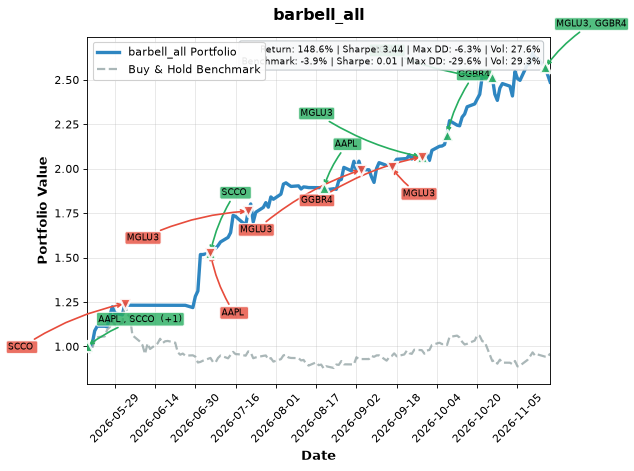 barbell_all
MGLU3, GGBR4
barbell_all Portfolio
Buy & Hold Benchmark
Return: 148.6% | Sharpe: 3.44 | Max DD: -6.3% | Vol: 27.6%
Benchmark: -3.9% | Sharpe: 0.01 | Max DD: -29.6% | Vol: 29.3%
GGBR4
2.50
MGLU3
2.25
AAPL
2.00
SCCO
GGBR4
MGLU3
1.75
MGLU3
MGLU3
1.50
AAPL
1.25
AAPL, SCCO (+1)
SCCO
1.00
Portfolio Value
2026-05-29
2026-06-14
2026-06-30
2026-07-16
2026-08-01
2026-08-17
2026-09-02
2026-09-18
2026-10-04
2026-10-20
2026-11-05
Date